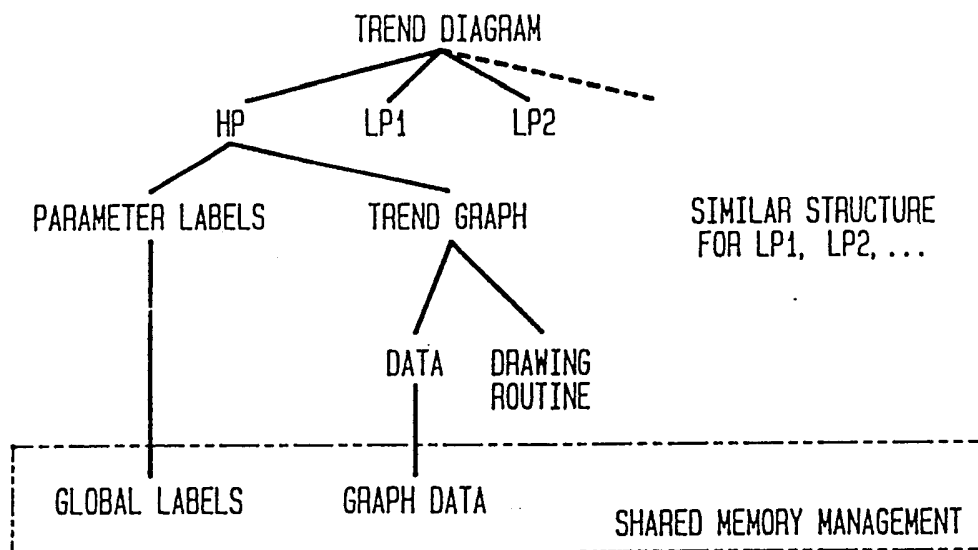 TREND DIAGRAM
HP
LP1
LP2
PARAMETER LABELS
TREND GRAPH
SIMILAR STRUCTURE
FOR LP1, LP2, ...
DATA
DRAWING
ROUTINE
GLOBAL LABELS
GRAPH DATA
SHARED MEMORY MANAGEMENT